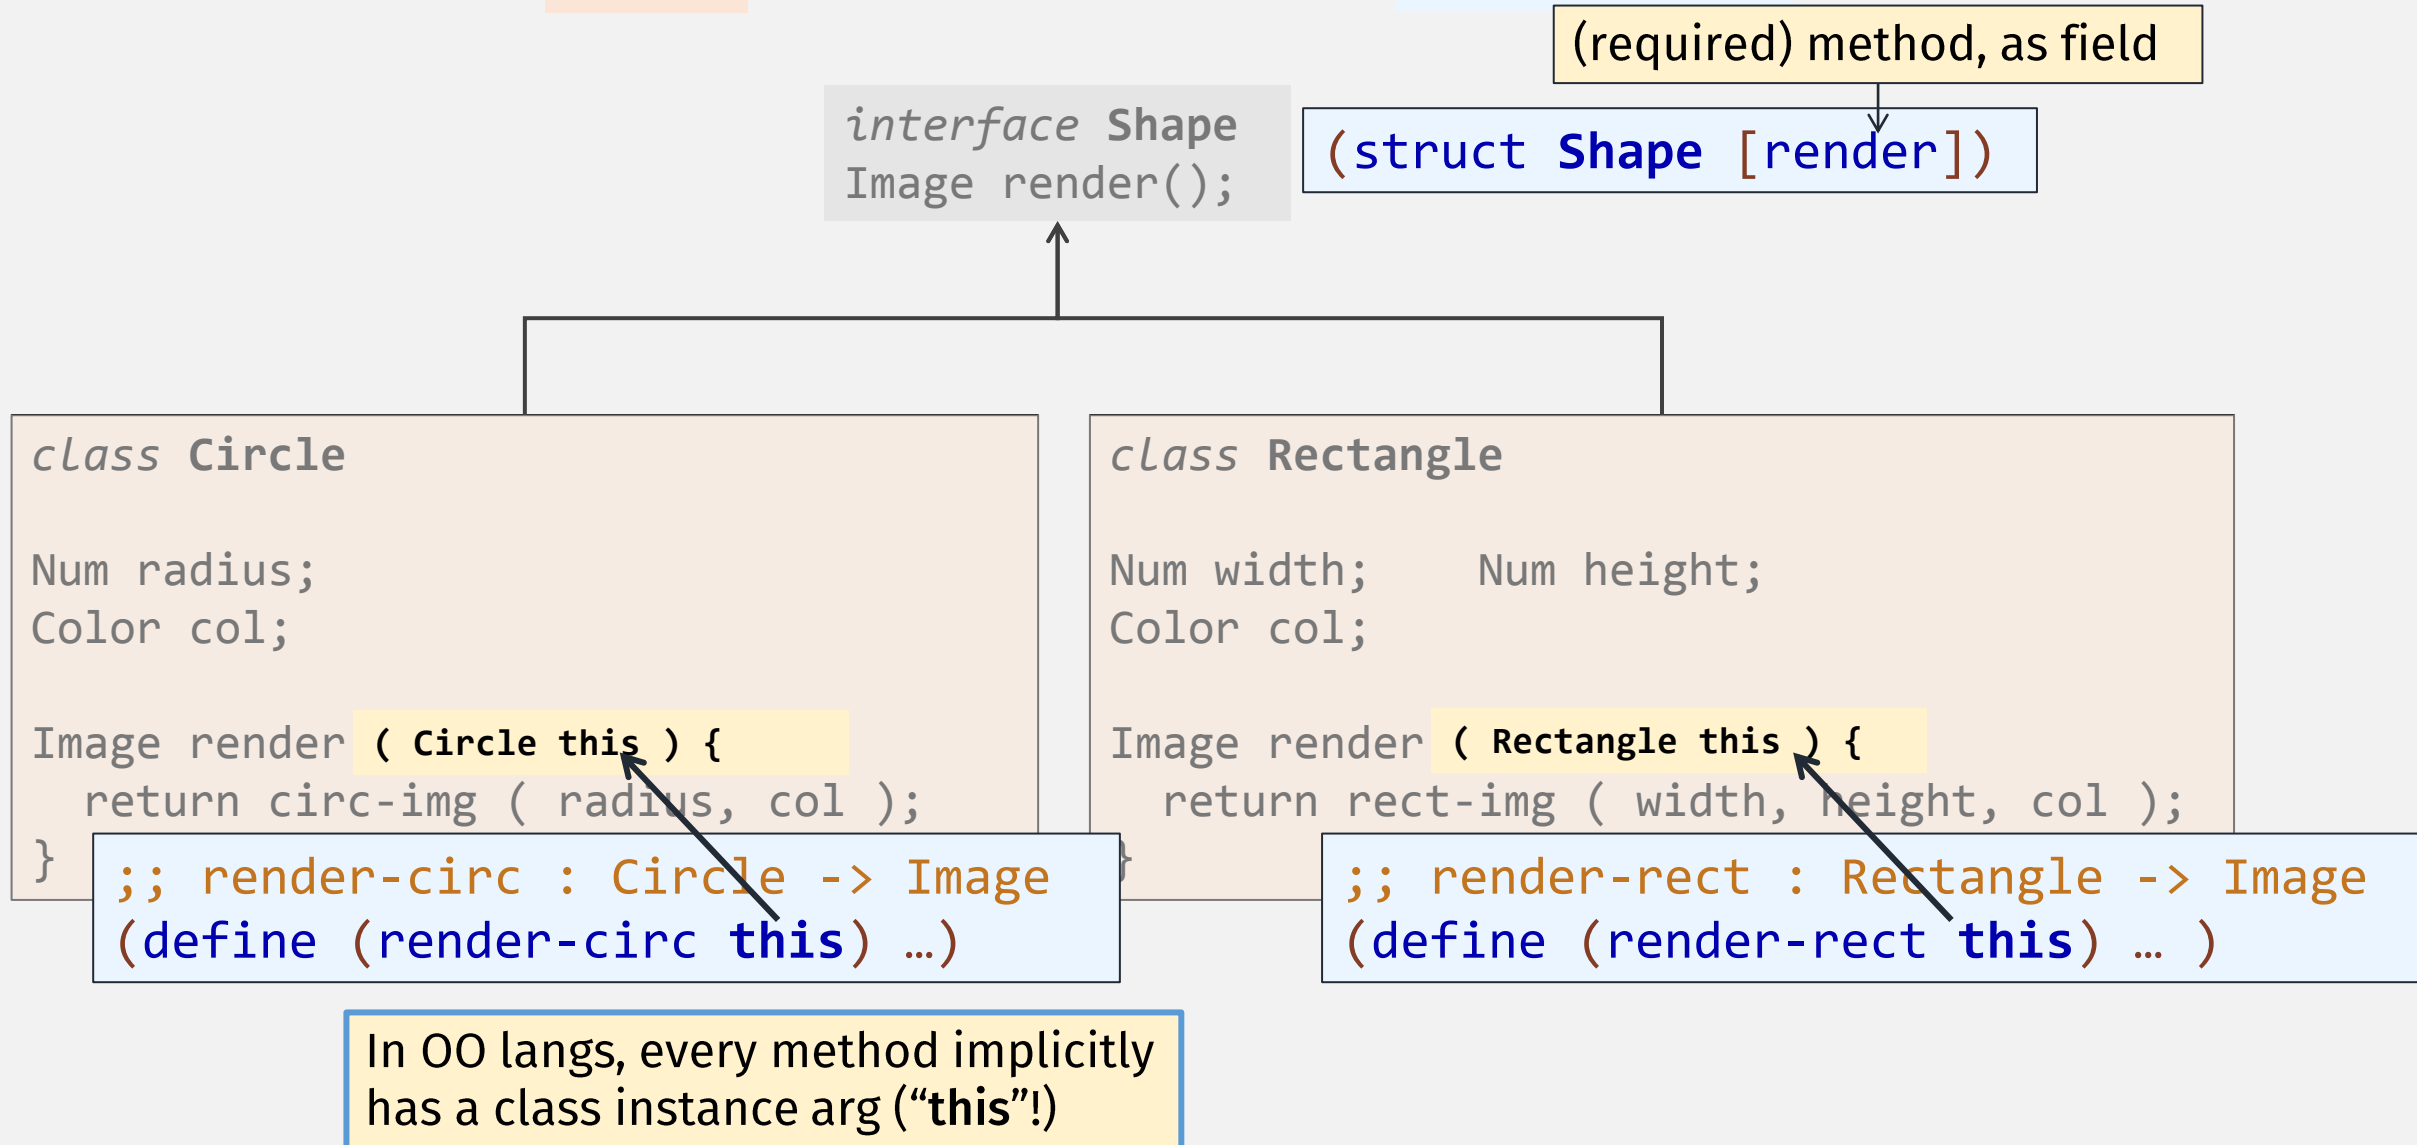 (required) method, as field
interface Shape
Image render();
(struct Shape [render])
class Circle
Num radius;
Color col;
Image render ( Circle this ) {
return circ-img ( radius, col );
}
;; render-circ : Circle -> Image
(define (render-circ this) …)
class Rectangle
Num width; Num height;
Color col;
Image render ( Rectangle this ) {
return rect-img ( width, height, col );
}
;; render-rect : Rectangle -> Image
(define (render-rect this) … )
In OO langs, every method implicitly
has a class instance arg (“this”!)